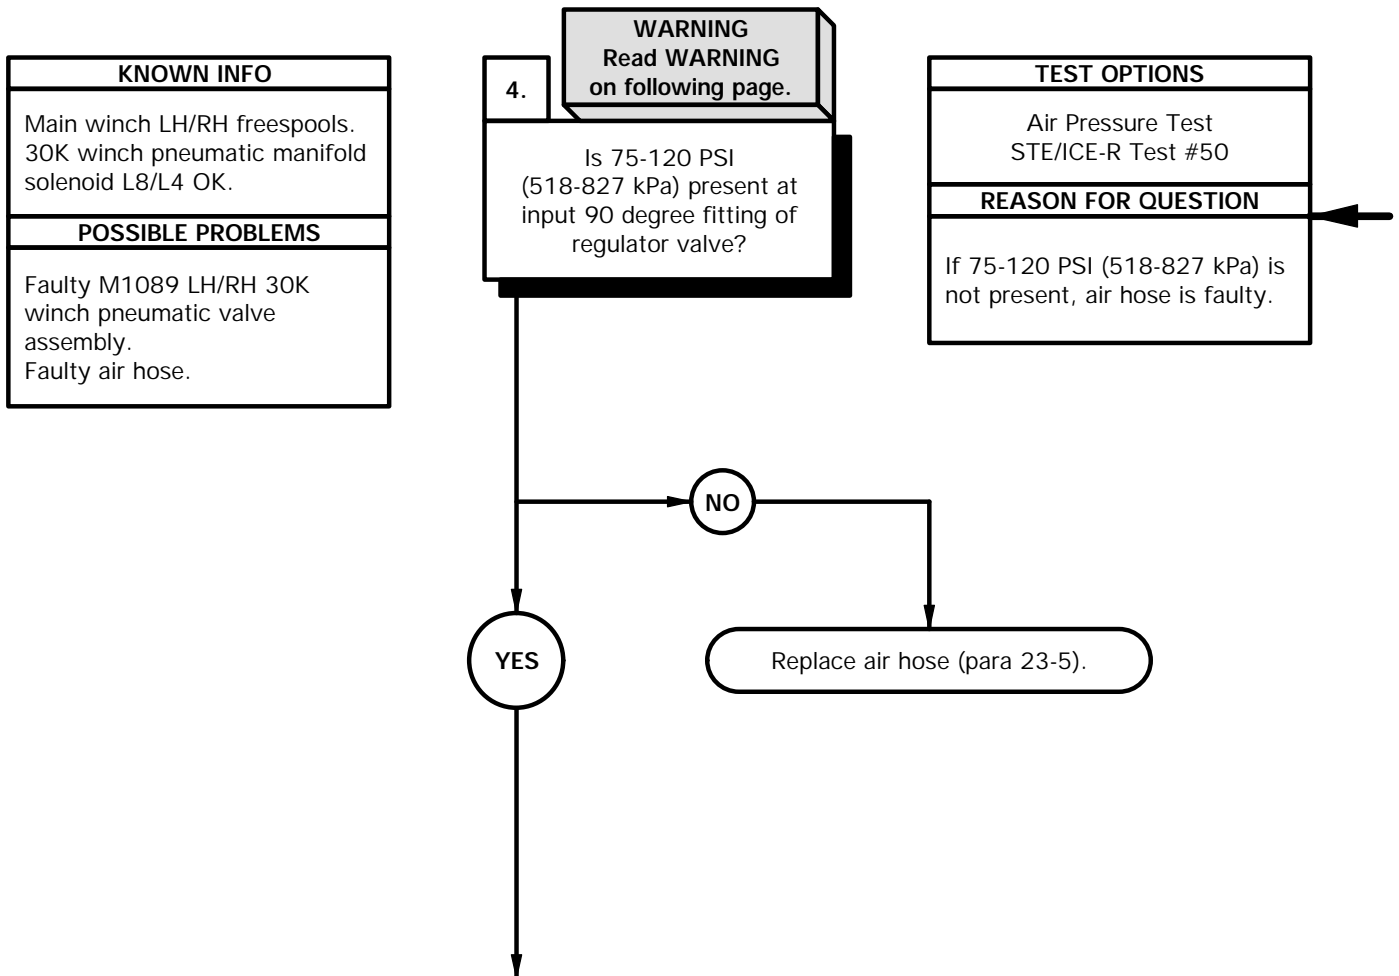 KNOWN INFO
Main winch LH/RH freespools.
30K winch pneumatic manifold
solenoid L8/L4 OK.
POSSIBLE PROBLEMS
Faulty M1089 LH/RH 30K
winch pneumatic valve
assembly.
Faulty air hose.
WARNING
Read WARNING
on following page.
4.
Is 75-120 PSI
(518-827 kPa) present at
input 90 degree fitting of
regulator valve?
TEST OPTIONS
Air Pressure Test
STE/ICE-R Test #50
REASON FOR QUESTION
If 75-120 PSI (518-827 kPa) is
not present, air hose is faulty.
NO
YES
Replace air hose (para 23-5).